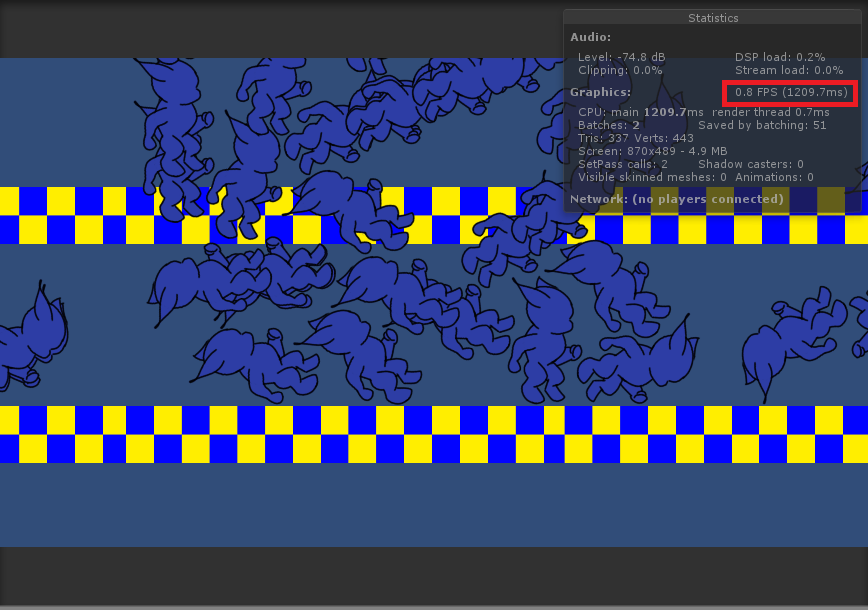 Statistics
Audio:
Level: -74.8 dB DSP load: 0.2%
Clipping: 0.0% Stream load: 0.0%
Graphics: 0.8 FPS (1209.7ms)
CPU: main 1209.7ms render thread 0.7ms
Batches: 2 Saved by batching: 51
Tris: 337 Verts: 443
Screen: 870x489 - 4.9 MB
SetPass calls: 2 Shadow casters: 0
Visible skinned meshes: 0 Animations: 0
Network: (no players connected)